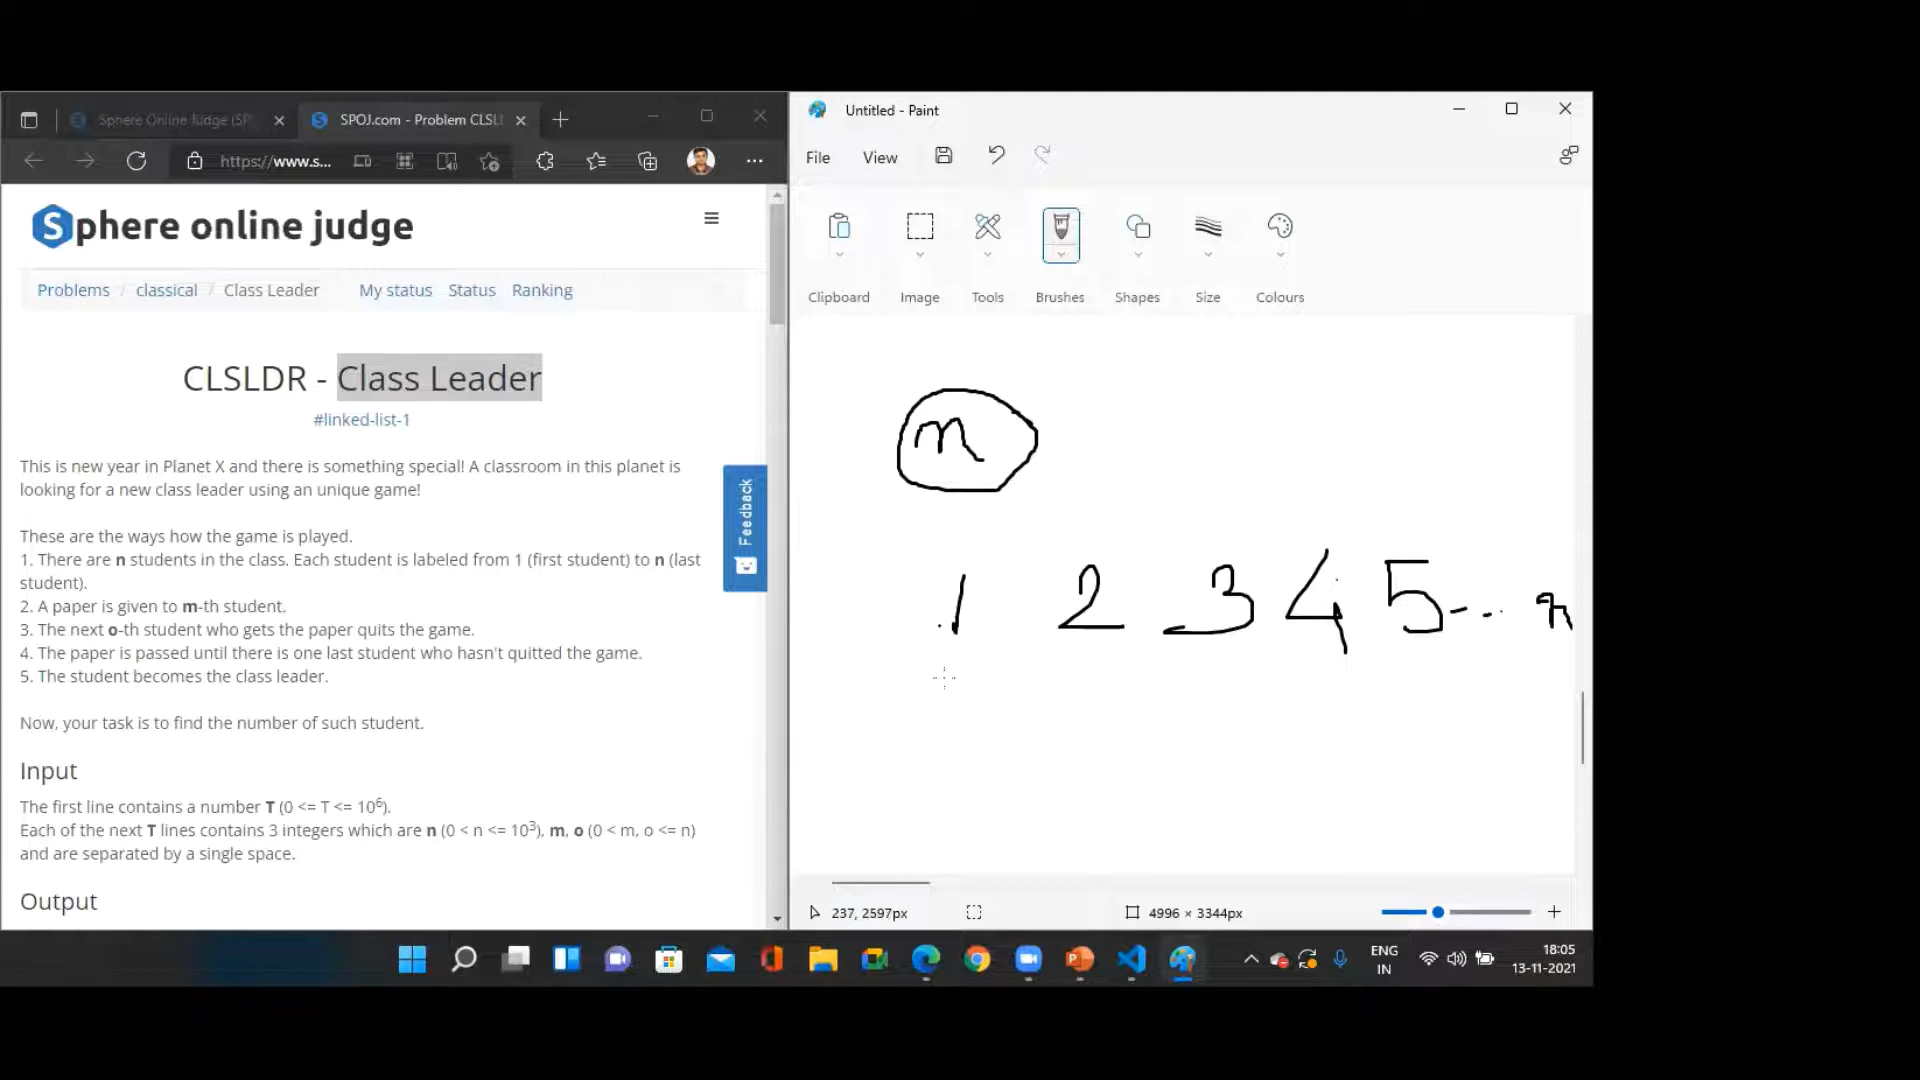 Sphere Online Judge (SP
SPOJ.com - Problem CLSL
https://www.s...
Sphere online judge
Problems / classical / Class Leader My status Status Ranking
CLSLDR - Class Leader
#linked-list-1
This is new year in Planet X and there is something special! A classroom in this planet is
looking for a new class leader using an unique game!
These are the ways how the game is played.
1. There are n students in the class. Each student is labeled from 1 (first student) to n (last
student).
2. A paper is given to m-th student.
3. The next o-th student who gets the paper quits the game.
4. The paper is passed until there is one last student who hasn't quitted the game.
5. The student becomes the class leader.
Now, your task is to find the number of such student.
Input
The first line contains a number T (0 <= T <= 10⁶).
Each of the next T lines contains 3 integers which are n (0 < n <= 10³), m, o (0 < m, o <= n)
and are separated by a single space.
Output
Feedback
Untitled - Paint
File View
Clipboard Image Tools Brushes Shapes Size Colours
m
1 2 3 4 5 -- .. n
237, 2597px
4996 × 3344px
ENG
IN
18:05
13-11-2021